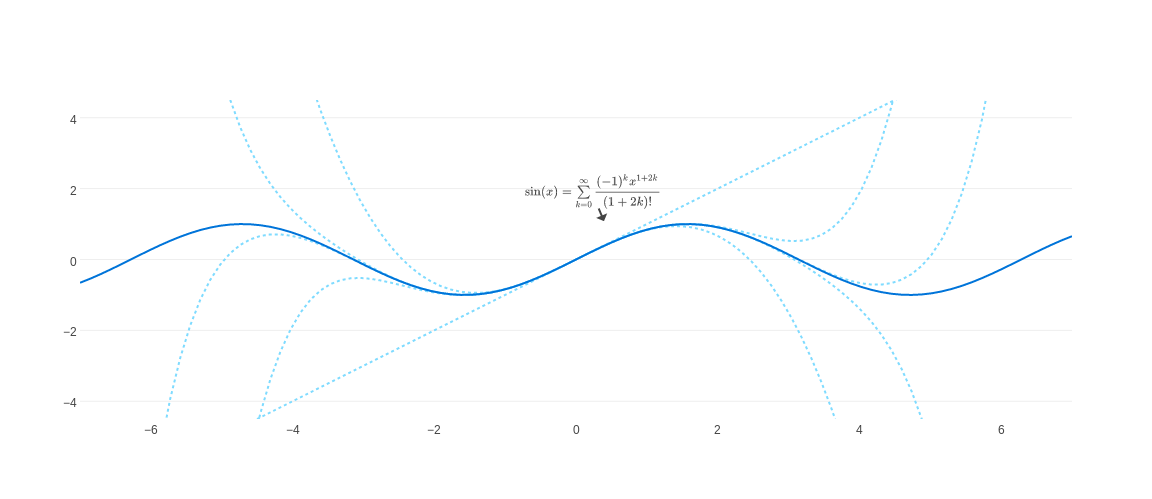 4
2
sin(x) = ∞∑k=0 (−1)^k x^{1+2k} / (1 + 2k)!
0
−2
−4
−6 −4 −2 0 2 4 6